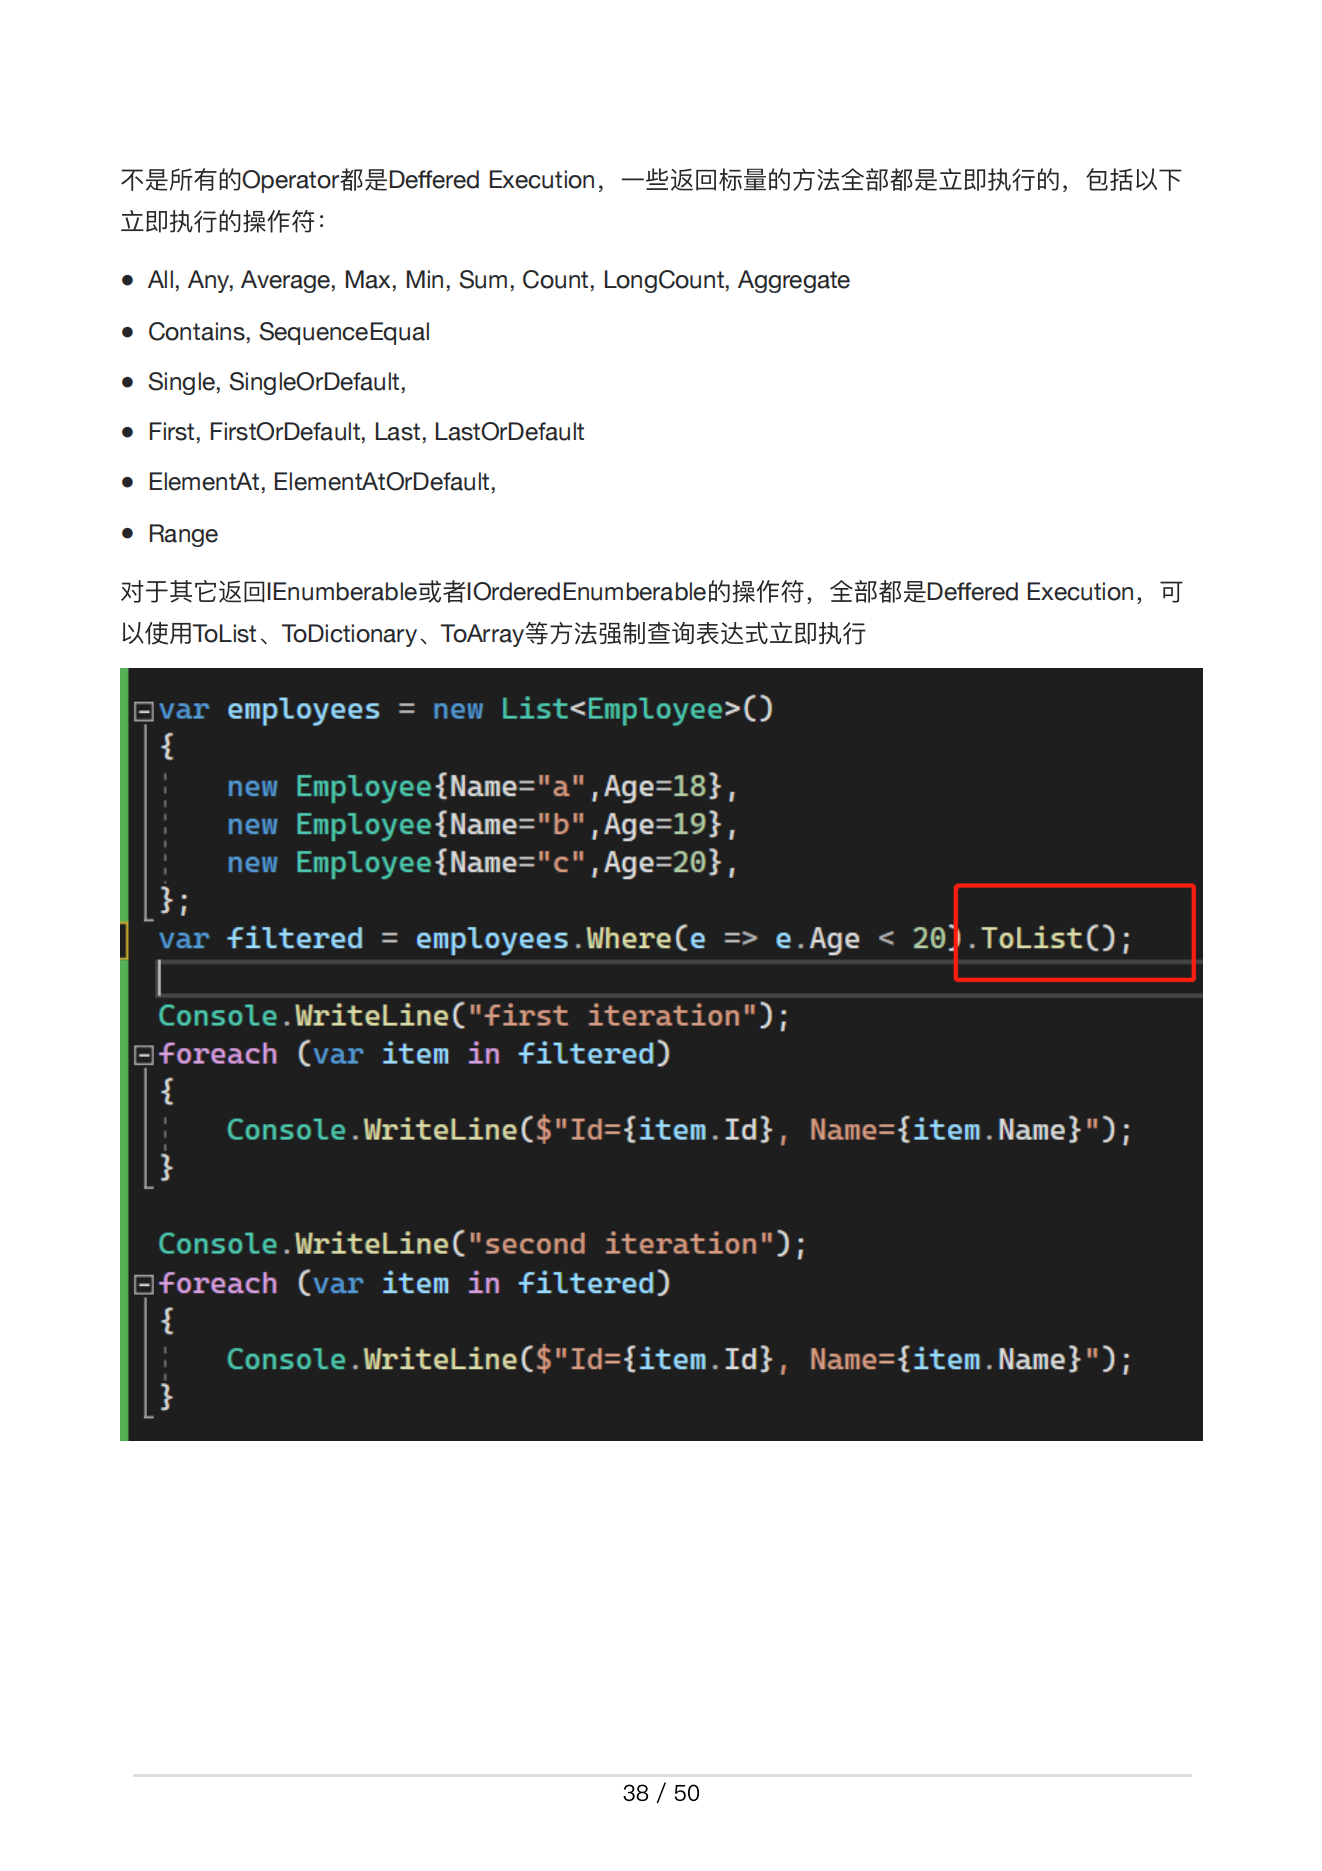 不是所有的Operator都是Deffered Execution，一些返回标量的方法全部都是立即执行的，包括以下
立即执行的操作符：
● All, Any, Average, Max, Min, Sum, Count, LongCount, Aggregate
● Contains, SequenceEqual
● Single, SingleOrDefault,
● First, FirstOrDefault, Last, LastOrDefault
● ElementAt, ElementAtOrDefault,
● Range
对于其它返回IEnumberable或者IOrderedEnumberable的操作符，全部都是Deffered Execution，可
以使用ToList、ToDictionary、ToArray等方法强制查询表达式立即执行
var employees = new List<Employee>()
{
    new Employee{Name="a",Age=18},
    new Employee{Name="b",Age=19},
    new Employee{Name="c",Age=20},
};
var filtered = employees.Where(e => e.Age < 20).ToList();
Console.WriteLine("first iteration");
foreach (var item in filtered)
{
    Console.WriteLine($"Id={item.Id}, Name={item.Name}");
}
Console.WriteLine("second iteration");
foreach (var item in filtered)
{
    Console.WriteLine($"Id={item.Id}, Name={item.Name}");
}
38 / 50